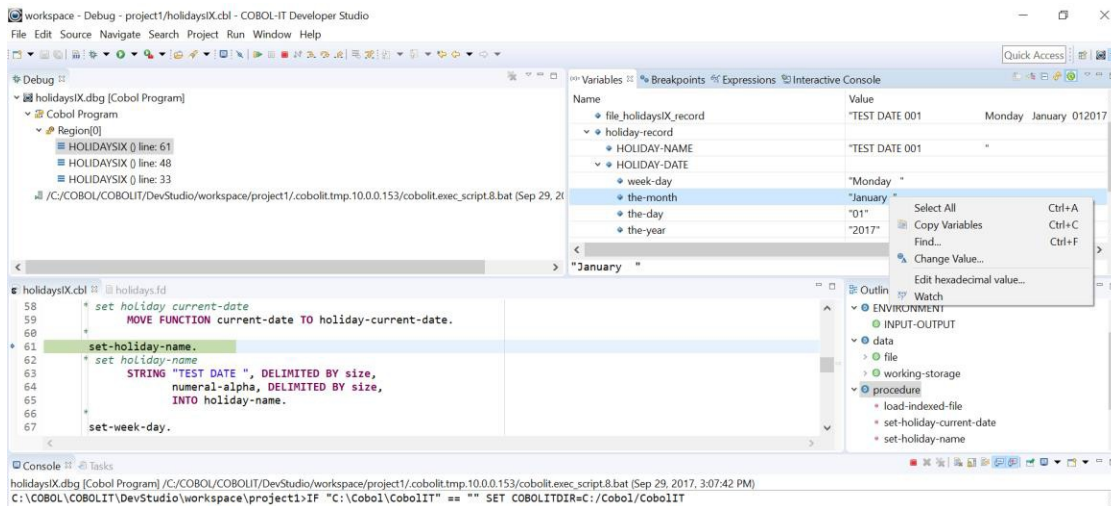 workspace - Debug - project1/holidaysIX.cbl - COBOL-IT Developer Studio
File Edit Source Navigate Search Project Run Window Help
Quick Access
Debug
holidaysIX.dbg [Cobol Program]
Cobol Program
Region[0]
HOLIDAYSIX () line: 61
HOLIDAYSIX () line: 48
HOLIDAYSIX () line: 33
/C:/COBOL/COBOLIT/DevStudio/workspace/project1/.cobolit.tmp.10.0.0.153/cobolit.exec_script.8.bat (Sep 29, 20
Variables Breakpoints Expressions Interactive Console
Name Value
file_holidaysIX_record "TEST DATE 001 Monday January 012017
holiday-record
HOLIDAY-NAME "TEST DATE 001 "
HOLIDAY-DATE
week-day "Monday "
the-month "January "
the-day "01"
the-year "2017"
"January "
Select All Ctrl+A
Copy Variables Ctrl+C
Find... Ctrl+F
Change Value...
Edit hexadecimal value...
Watch
holidaysIX.cbl holidays.fd
58 * set holiday current-date
59 MOVE FUNCTION current-date TO holiday-current-date.
60 *
61 set-holiday-name.
62 * set holiday-name
63 STRING "TEST DATE ", DELIMITED BY size,
64 numeral-alpha, DELIMITED BY size,
65 INTO holiday-name.
66 *
67 set-week-day.
Outlin
ENVIRONMENT
INPUT-OUTPUT
data
file
working-storage
procedure
load-indexed-file
set-holiday-current-date
set-holiday-name
Console Tasks
holidaysIX.dbg [Cobol Program] /C:/COBOL/COBOLIT/DevStudio/workspace/project1/.cobolit.tmp.10.0.0.153/cobolit.exec_script.8.bat (Sep 29, 2017, 3:07:42 PM)
C:\COBOL\COBOLIT\DevStudio\workspace\project1>IF "C:\Cobol\CobolIT" == "" SET COBOLITDIR=C:/Cobol/CobolIT